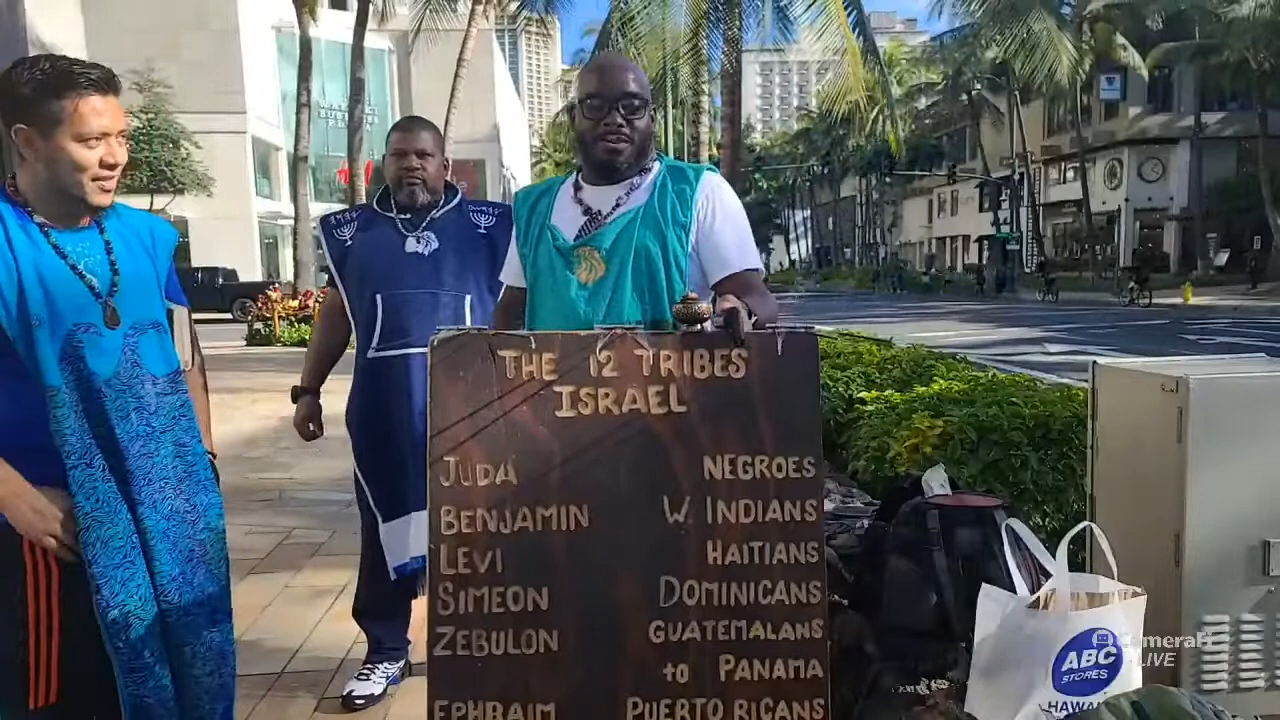 THE 12 TRIBES
ISRAEL
JUDA NEGROES
BENJAMIN W. INDIANS
LEVI HAITIANS
SIMEON DOMINICANS
ZEBULON GUATEMALANS
to PANAMA
EPHRAIM PUERTO RICANS
ABC
STORES
HAWAII
CameraFi
LIVE